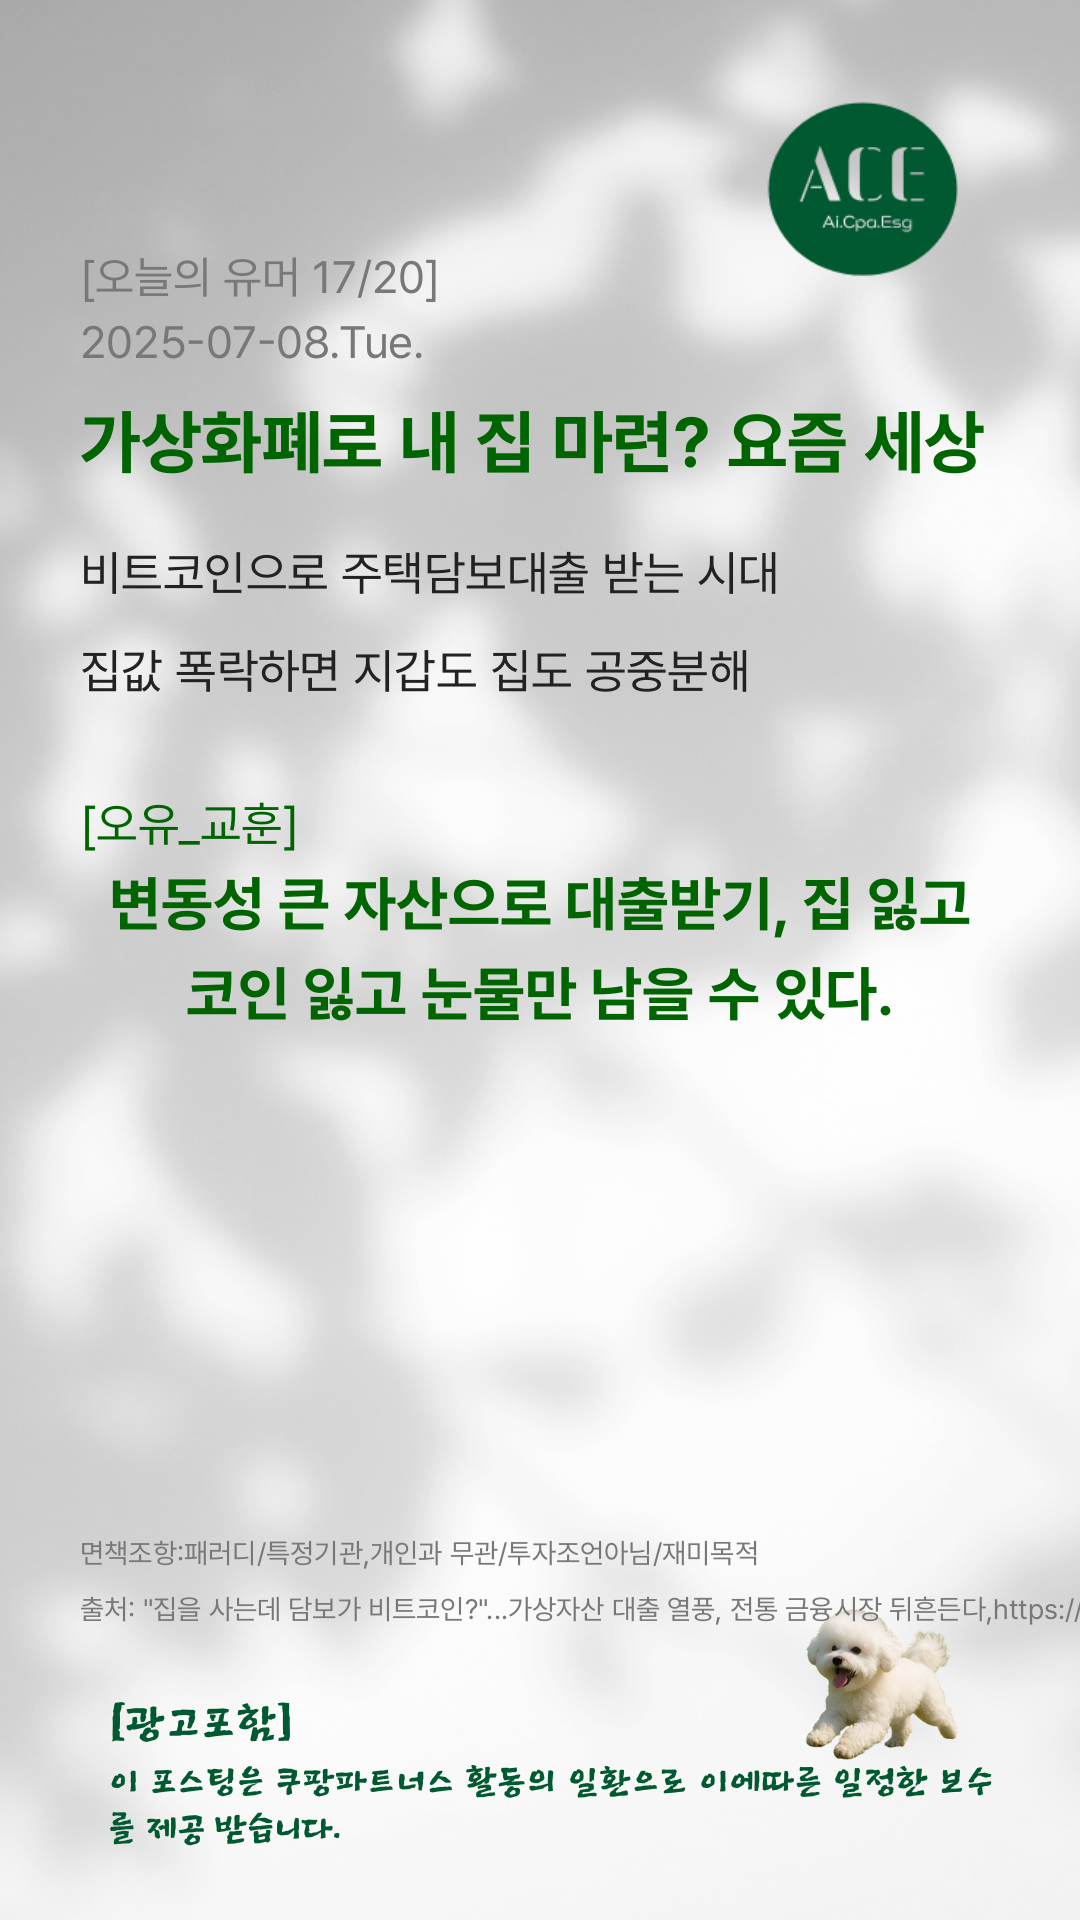 ACE
Ai.Cpa.Esg
[오늘의 유머 17/20]
2025-07-08.Tue.
가상화폐로 내 집 마련? 요즘 세상
비트코인으로 주택담보대출 받는 시대
집값 폭락하면 지갑도 집도 공중분해
[오유_교훈]
변동성 큰 자산으로 대출받기, 집 잃고
코인 잃고 눈물만 남을 수 있다.
면책조항:패러디/특정기관,개인과 무관/투자조언아님/재미목적
출처: "집을 사는데 담보가 비트코인?"...가상자산 대출 열풍, 전통 금융시장 뒤흔든다,https:/
[광고포함]
이 포스팅은 쿠팡파트너스 활동의 일환으로 이에따른 일정한 보수
를 제공 받습니다.